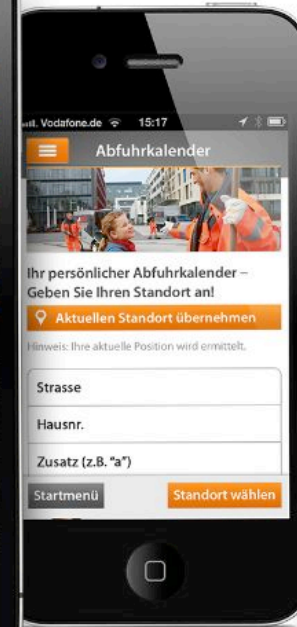 Vodafone.de 15:17
Abfuhrkalender
Ihr persönlicher Abfuhrkalender –
Geben Sie Ihren Standort an!
Aktuellen Standort übernehmen
Hinweis: Ihre aktuelle Position wird ermittelt.
Strasse
Hausnr.
Zusatz (z.B. "a")
Startmenü Standort wählen